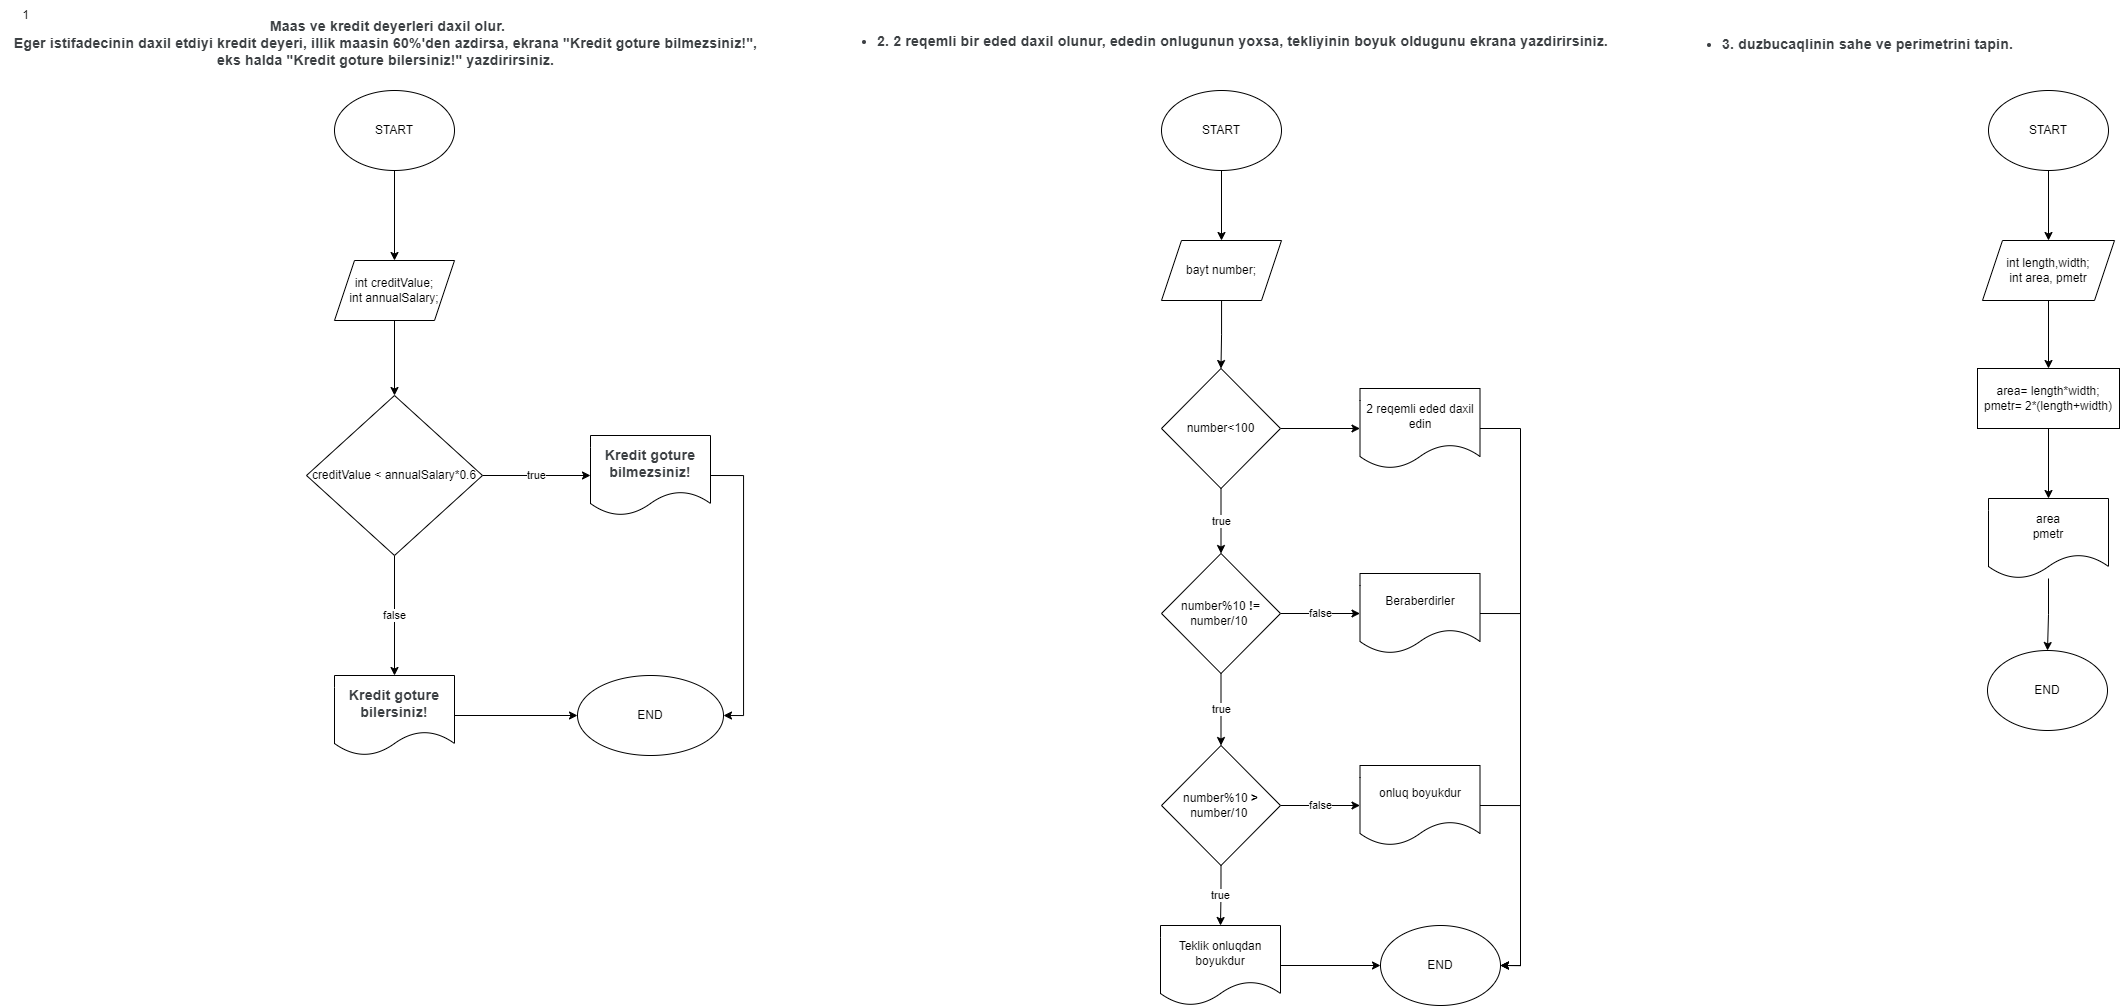 1
Maas ve kredit deyerleri daxil olur.
Eger istifadecinin daxil etdiyi kredit deyeri, illik maasin 60%'den azdirsa, ekrana "Kredit goture bilmezsiniz!",
eks halda "Kredit goture bilersiniz!" yazdirirsiniz.
START
int creditValue;
int annualSalary;
creditValue < annualSalary*0.6
true
Kredit goture
bilmezsiniz!
false
Kredit goture
bilersiniz!
END
• 2. 2 reqemli bir eded daxil olunur, ededin onlugunun yoxsa, tekliyinin boyuk oldugunu ekrana yazdirirsiniz.
START
bayt number;
number<100
2 reqemli eded daxil
edin
true
number%10 !=
number/10
false
Beraberdirler
true
number%10 >
number/10
false
onluq boyukdur
true
Teklik onluqdan
boyukdur
END
• 3. duzbucaqlinin sahe ve perimetrini tapin.
START
int length,width;
int area, pmetr
area= length*width;
pmetr= 2*(length+width)
area
pmetr
END